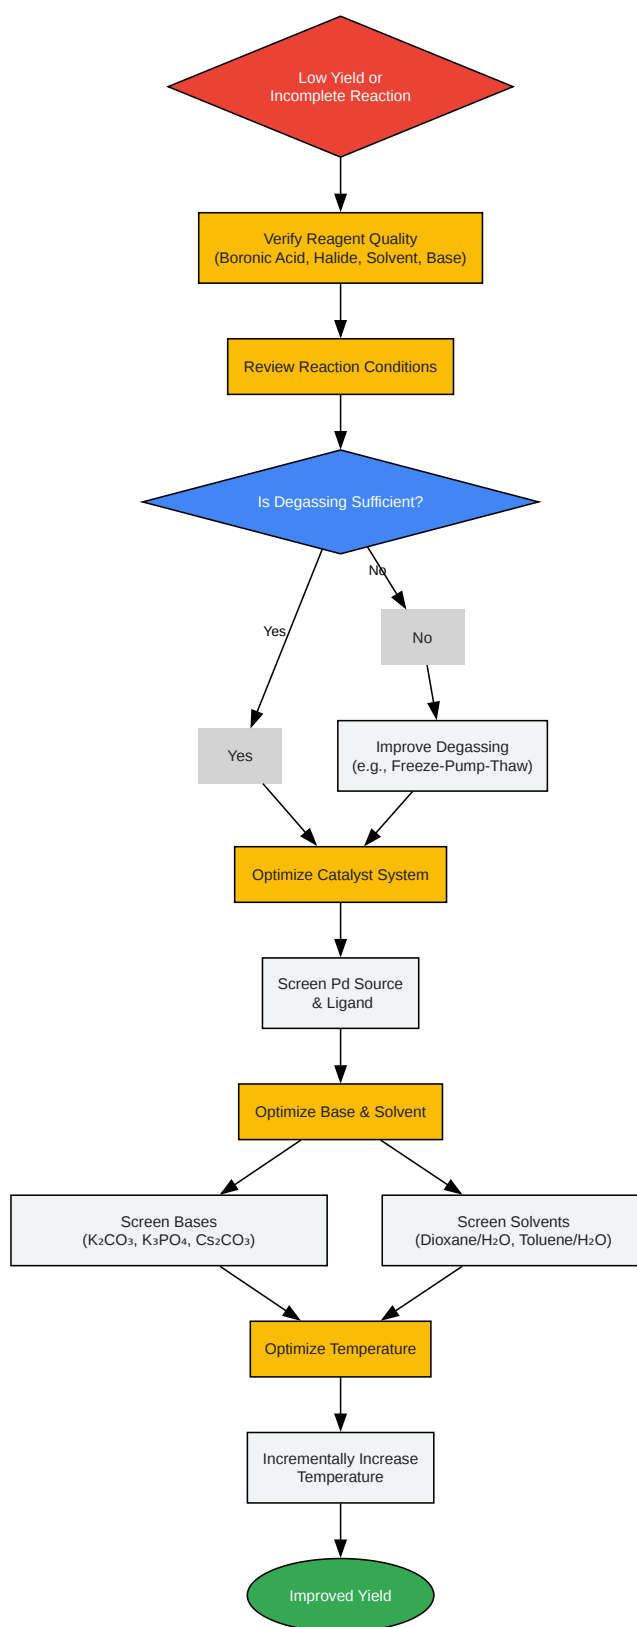 Low Yield or
Incomplete Reaction
Verify Reagent Quality
(Boronic Acid, Halide, Solvent, Base)
Review Reaction Conditions
Is Degassing Sufficient?
No
Yes
No
Yes
Improve Degassing
(e.g., Freeze-Pump-Thaw)
Optimize Catalyst System
Screen Pd Source
& Ligand
Optimize Base & Solvent
Screen Bases
(K₂CO₃, K₃PO₄, Cs₂CO₃)
Screen Solvents
(Dioxane/H₂O, Toluene/H₂O)
Optimize Temperature
Incrementally Increase
Temperature
Improved Yield